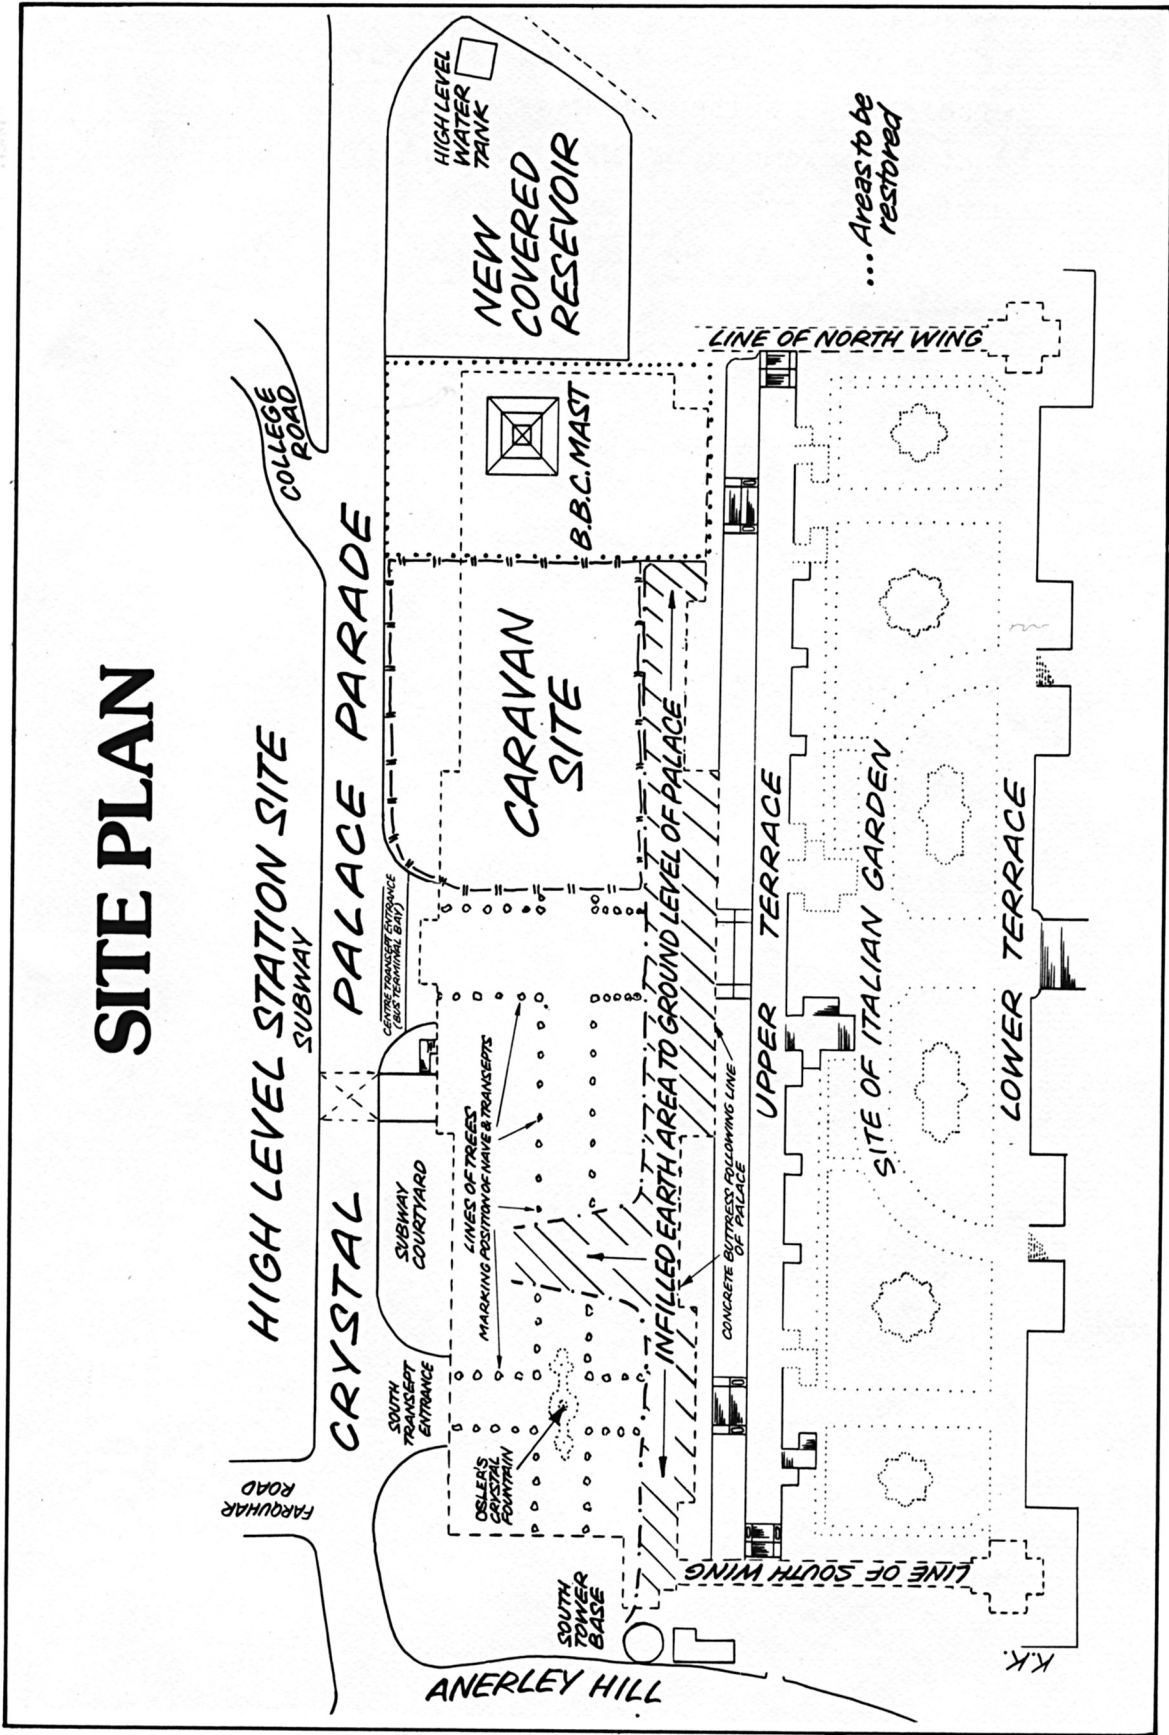 SITE PLAN
HIGH LEVEL STATION SITE
SUBWAY
COLLEGE
ROAD
FARQUHAR
ROAD
CRYSTAL PALACE PARADE
HIGH LEVEL
WATER
TANK
NEW
COVERED
RESEVOIR
B.B.C. MAST
CARAVAN
SITE
CENTRE TRANSEPT ENTRANCE
(BUS TERMINAL BAY)
SUBWAY
COURTYARD
SOUTH
TRANSEPT
ENTRANCE
LINES OF TREES
MARKING POSITION OF NAVE & TRANSEPTS
OSLER'S
CRYSTAL
FOUNTAIN
SOUTH
TOWER
BASE
ANERLEY HILL
INFILLED EARTH AREA TO GROUND LEVEL OF PALACE
CONCRETE BUTTRESS FOLLOWING LINE
OF PALACE
LINE OF NORTH WING
LINE OF SOUTH WING
UPPER TERRACE
SITE OF ITALIAN GARDEN
LOWER TERRACE
... Areas to be
restored
K.K.